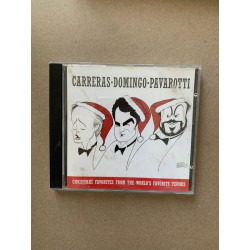 CARRERAS·DOMINGO·PAVAROTTI
CHRISTMAS FAVORITES FROM THE WORLD'S FAVORITE TENORS